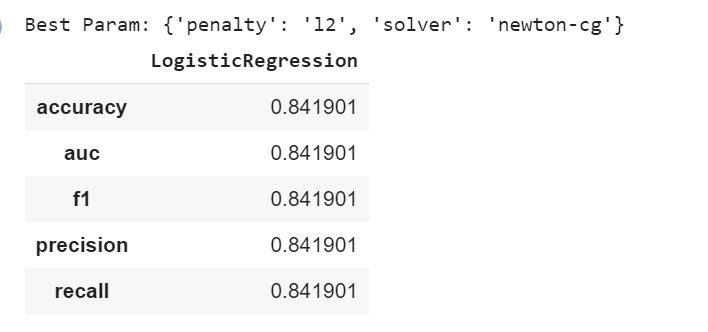 Best Param: {'penalty': 'l2', 'solver': 'newton-cg'}
LogisticRegression
accuracy 0.841901
auc 0.841901
f1 0.841901
precision 0.841901
recall 0.841901